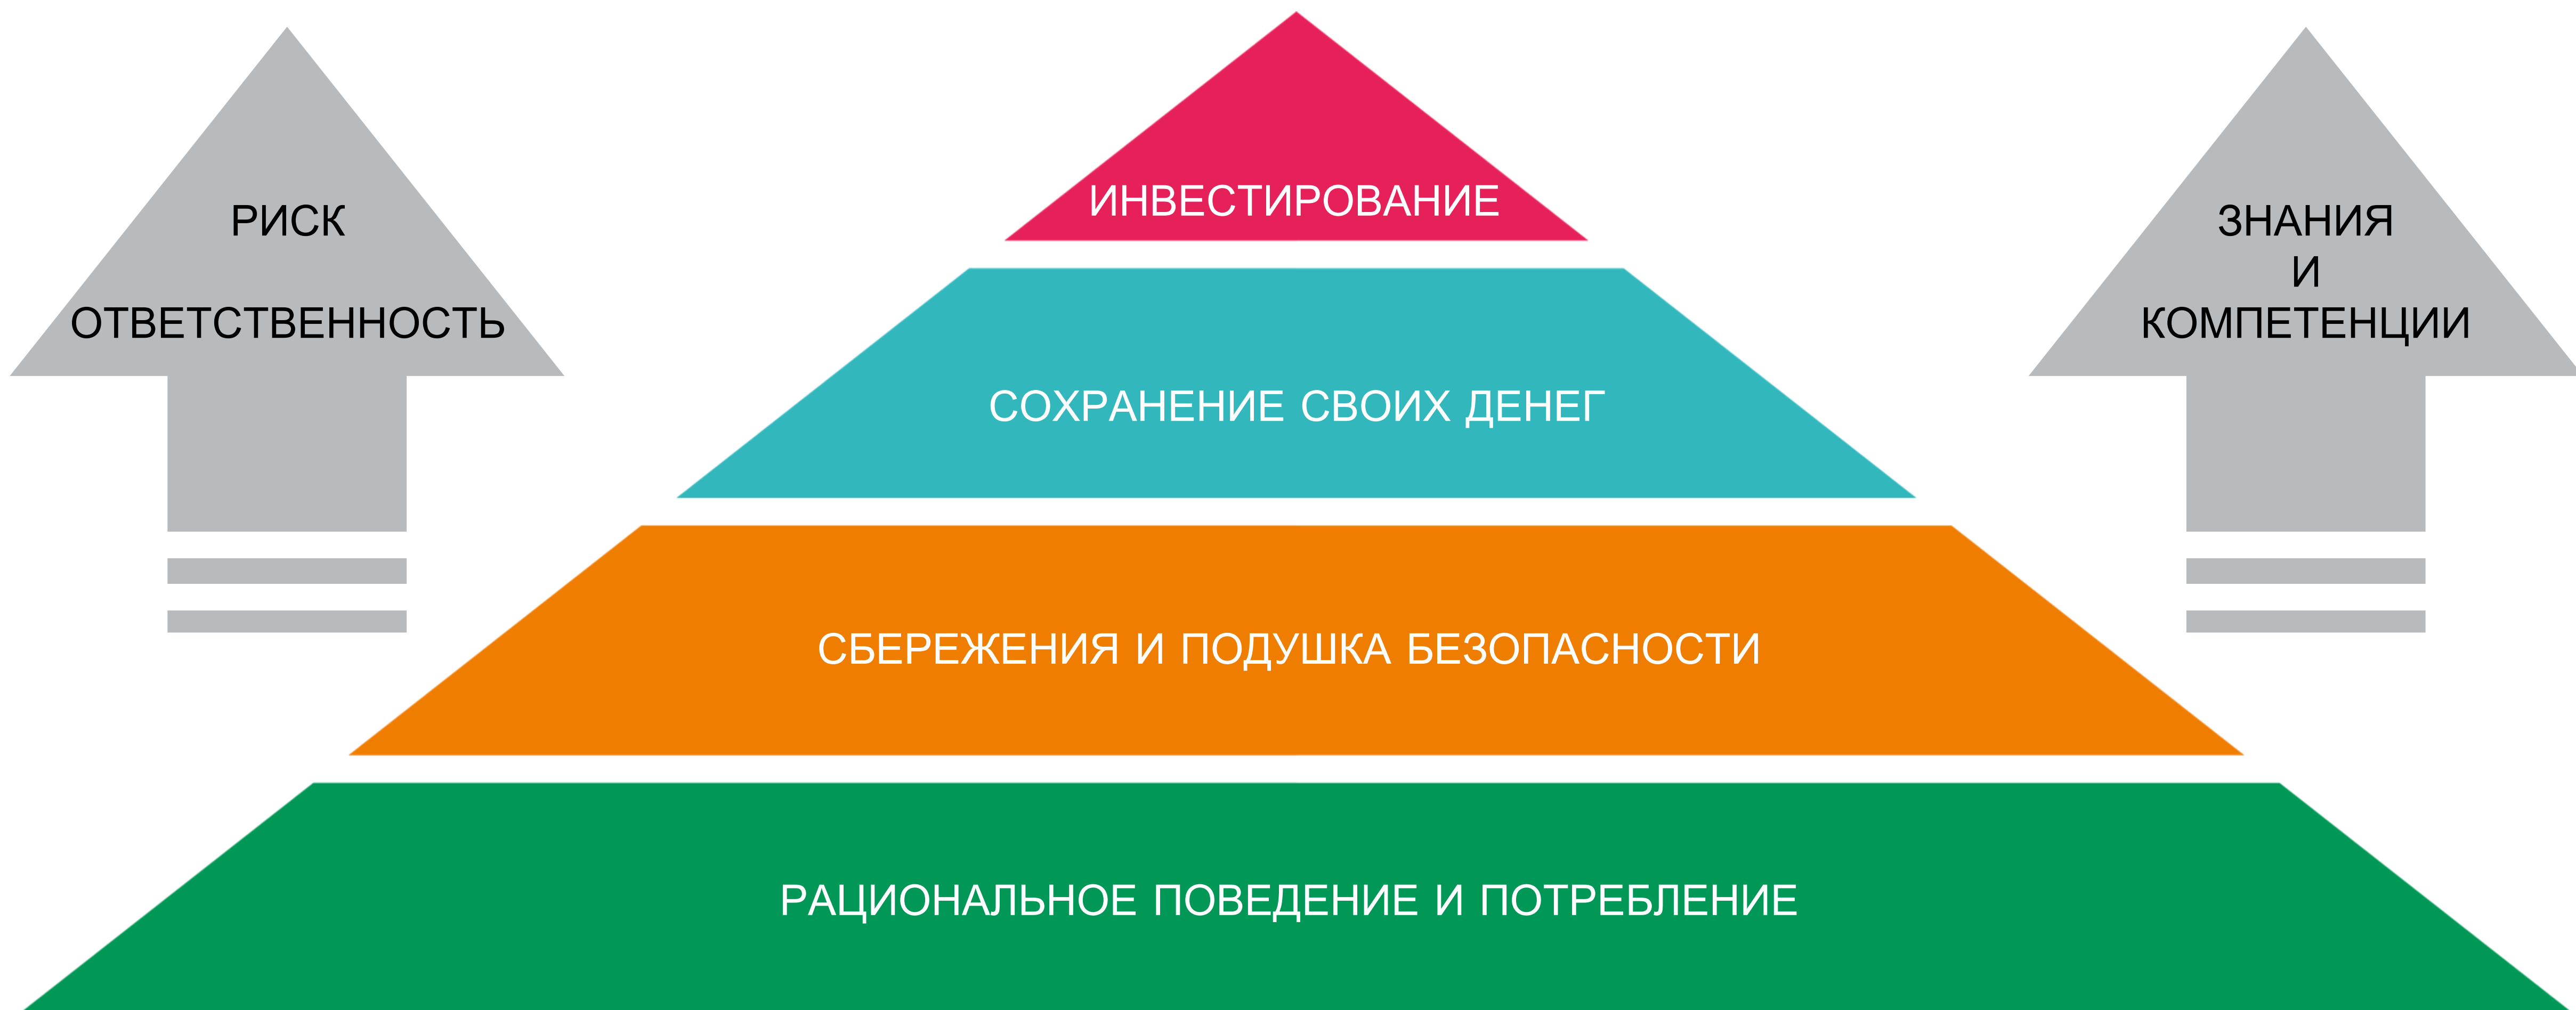 ИНВЕСТИРОВАНИЕ
РИСК
ОТВЕТСТВЕННОСТЬ
ЗНАНИЯ
И
КОМПЕТЕНЦИИ
СОХРАНЕНИЕ СВОИХ ДЕНЕГ
СБЕРЕЖЕНИЯ И ПОДУШКА БЕЗОПАСНОСТИ
РАЦИОНАЛЬНОЕ ПОВЕДЕНИЕ И ПОТРЕБЛЕНИЕ